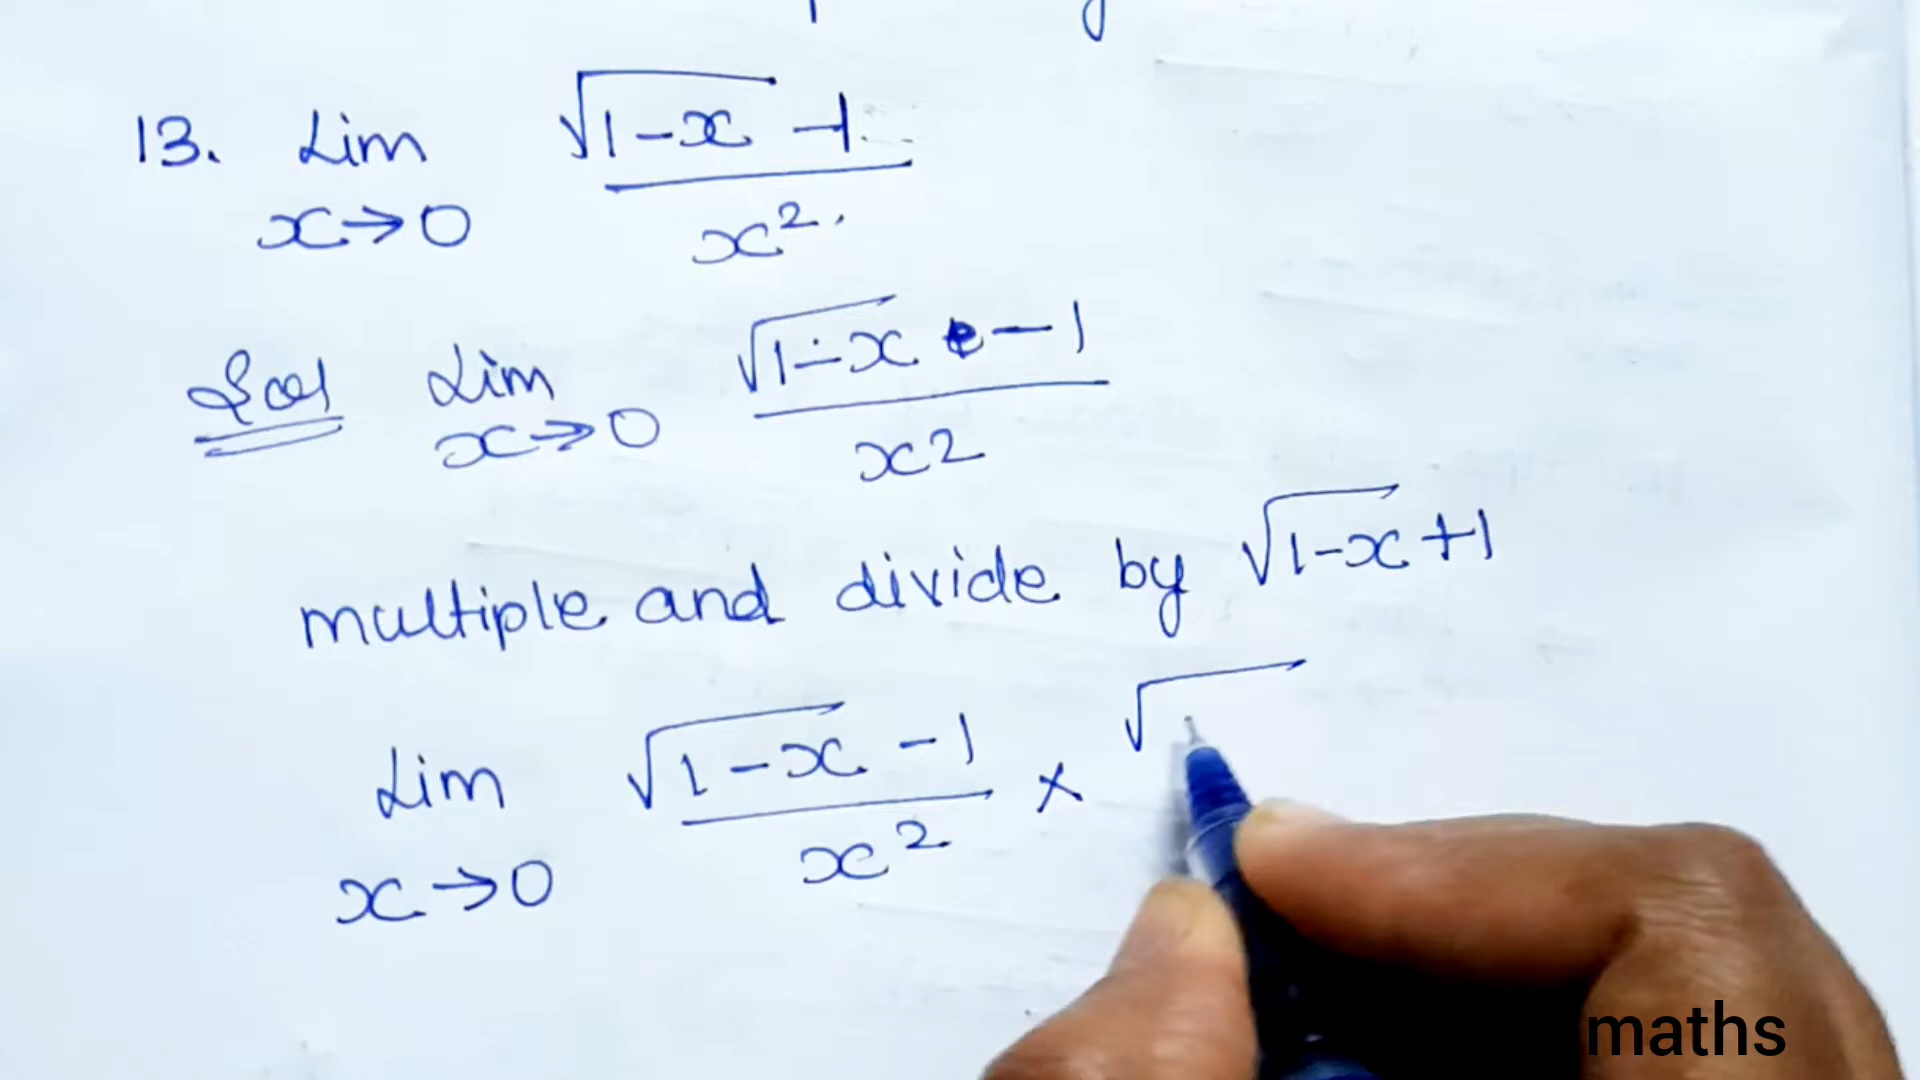 13. Lim √1-x -1
x→0 x².
Sol Lim √1-x -1
x→0 x2
multiple and divide by √1-x+1
Lim √1-x -1 × √
x→0 x²
maths